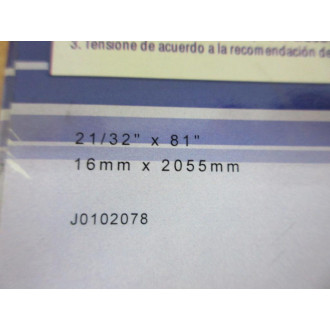 3. Tensione de acuerdo a la recomendación de
21/32" x 81"
16mm x 2055mm
J0102078